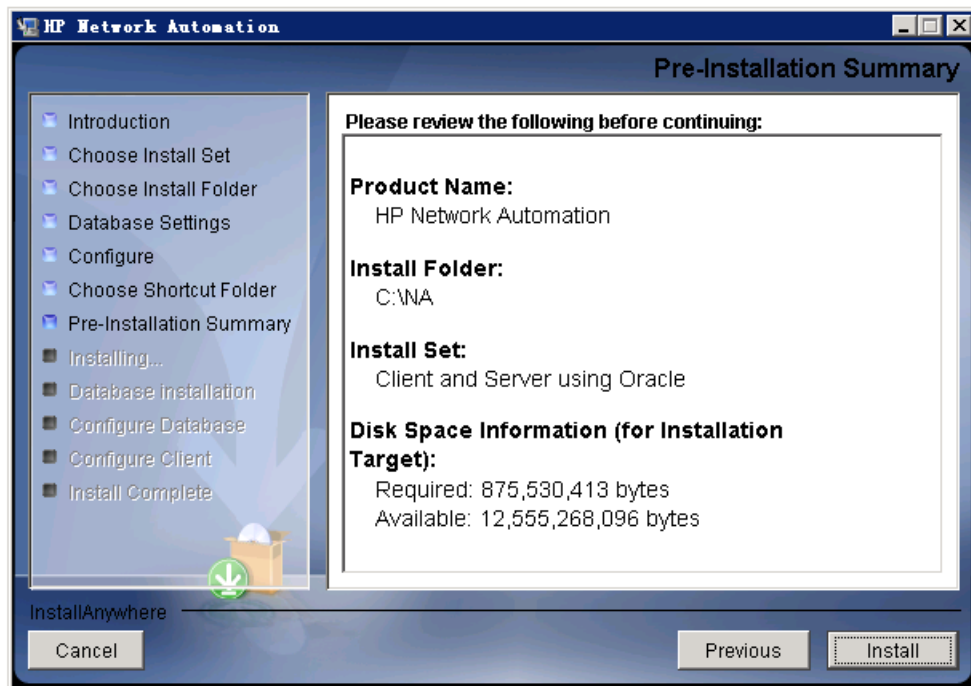 HP Network Automation
Pre-Installation Summary
Introduction
Choose Install Set
Choose Install Folder
Database Settings
Configure
Choose Shortcut Folder
Pre-Installation Summary
Installing...
Database installation
Configure Database
Configure Client
Install Complete
Please review the following before continuing:
Product Name:
HP Network Automation
Install Folder:
C:\NA
Install Set:
Client and Server using Oracle
Disk Space Information (for Installation
Target):
Required: 875,530,413 bytes
Available: 12,555,268,096 bytes
InstallAnywhere
Cancel
Previous
Install